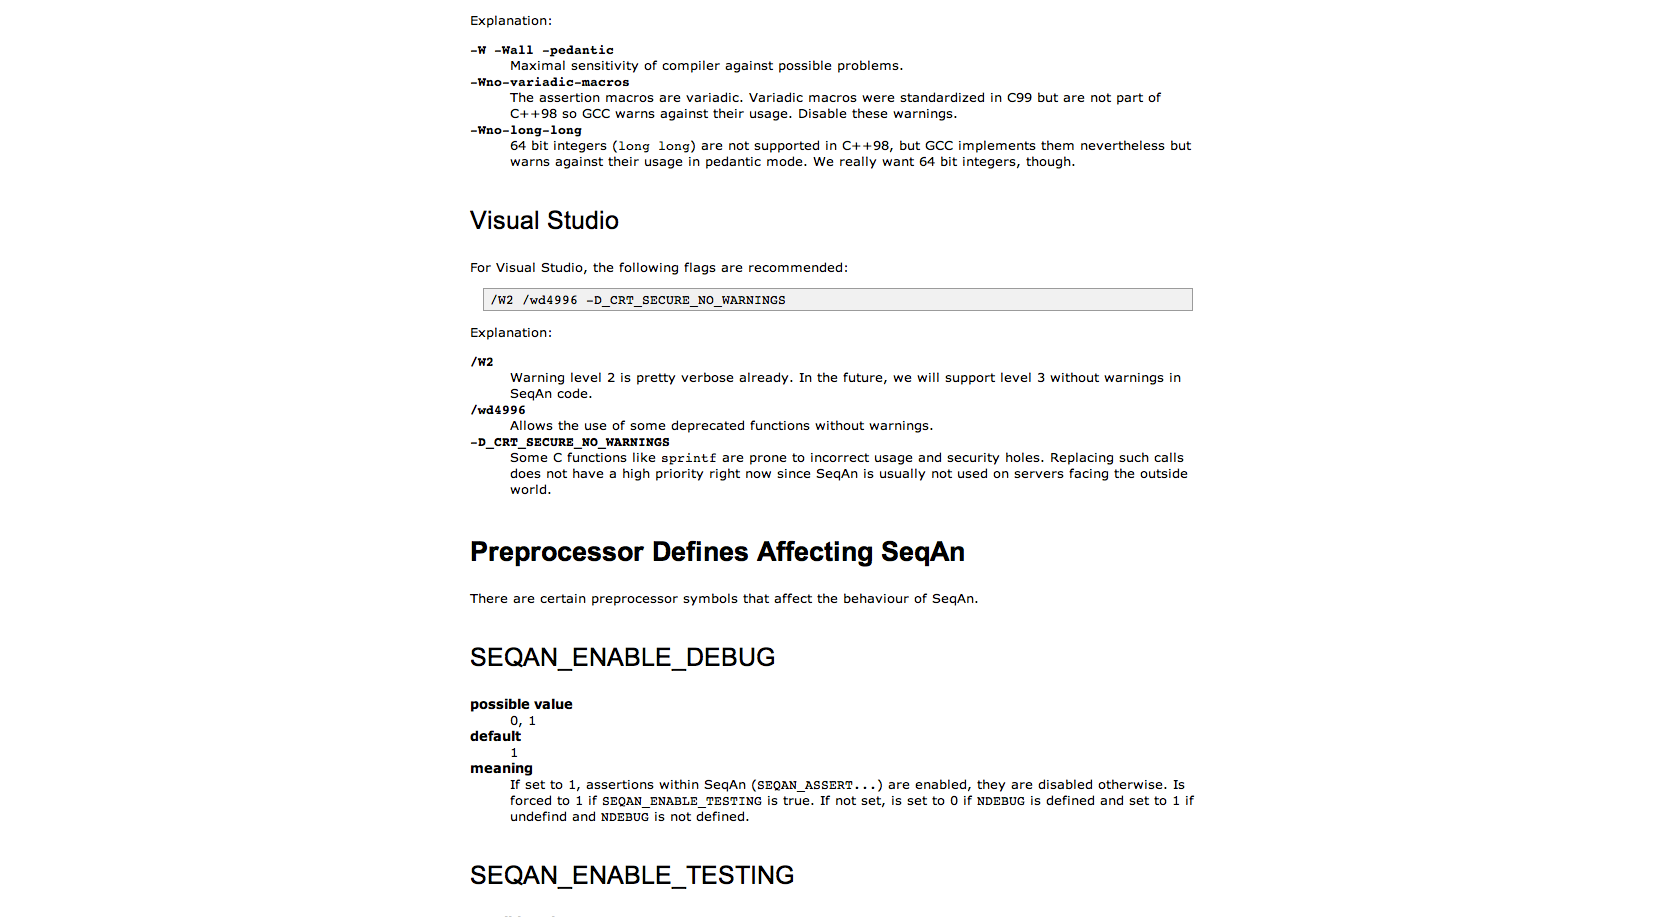 Explanation:
-W -Wall -pedantic
Maximal sensitivity of compiler against possible problems.
-Wno-variadic-macros
The assertion macros are variadic. Variadic macros were standardized in C99 but are not part of
C++98 so GCC warns against their usage. Disable these warnings.
-Wno-long-long
64 bit integers (long long) are not supported in C++98, but GCC implements them nevertheless but
warns against their usage in pedantic mode. We really want 64 bit integers, though.
Visual Studio
For Visual Studio, the following flags are recommended:
/W2 /wd4996 -D_CRT_SECURE_NO_WARNINGS
Explanation:
/W2
Warning level 2 is pretty verbose already. In the future, we will support level 3 without warnings in
SeqAn code.
/wd4996
Allows the use of some deprecated functions without warnings.
-D_CRT_SECURE_NO_WARNINGS
Some C functions like sprintf are prone to incorrect usage and security holes. Replacing such calls
does not have a high priority right now since SeqAn is usually not used on servers facing the outside
world.
Preprocessor Defines Affecting SeqAn
There are certain preprocessor symbols that affect the behaviour of SeqAn.
SEQAN_ENABLE_DEBUG
possible value
0, 1
default
1
meaning
If set to 1, assertions within SeqAn (SEQAN_ASSERT...) are enabled, they are disabled otherwise. Is
forced to 1 if SEQAN_ENABLE_TESTING is true. If not set, is set to 0 if NDEBUG is defined and set to 1 if
undefind and NDEBUG is not defined.
SEQAN_ENABLE_TESTING